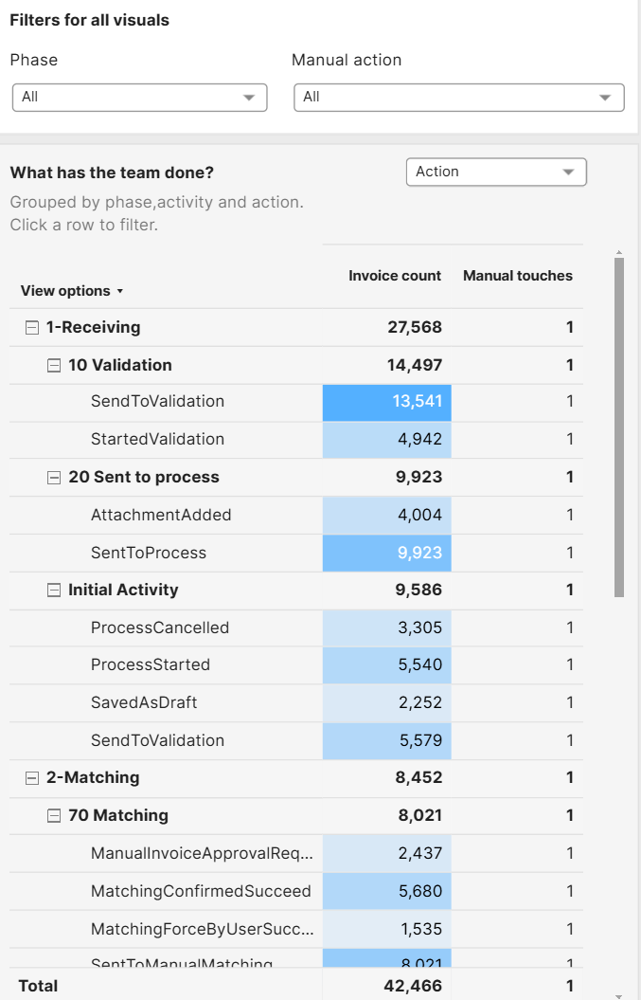 Filters for all visuals
Phase
Manual action
All
All
What has the team done?
Action
Grouped by phase,activity and action.
Click a row to filter.
View options
Invoice count
Manual touches
1-Receiving 27,568 1
10 Validation 14,497 1
SendToValidation 13,541 1
StartedValidation 4,942 1
20 Sent to process 9,923 1
AttachmentAdded 4,004 1
SentToProcess 9,923 1
Initial Activity 9,586 1
ProcessCancelled 3,305 1
ProcessStarted 5,540 1
SavedAsDraft 2,252 1
SendToValidation 5,579 1
2-Matching 8,452 1
70 Matching 8,021 1
ManualInvoiceApprovalReq... 2,437 1
MatchingConfirmedSucceed 5,680 1
MatchingForceByUserSucc... 1,535 1
SentToManualMatching 8,021 1
Total 42,466 1